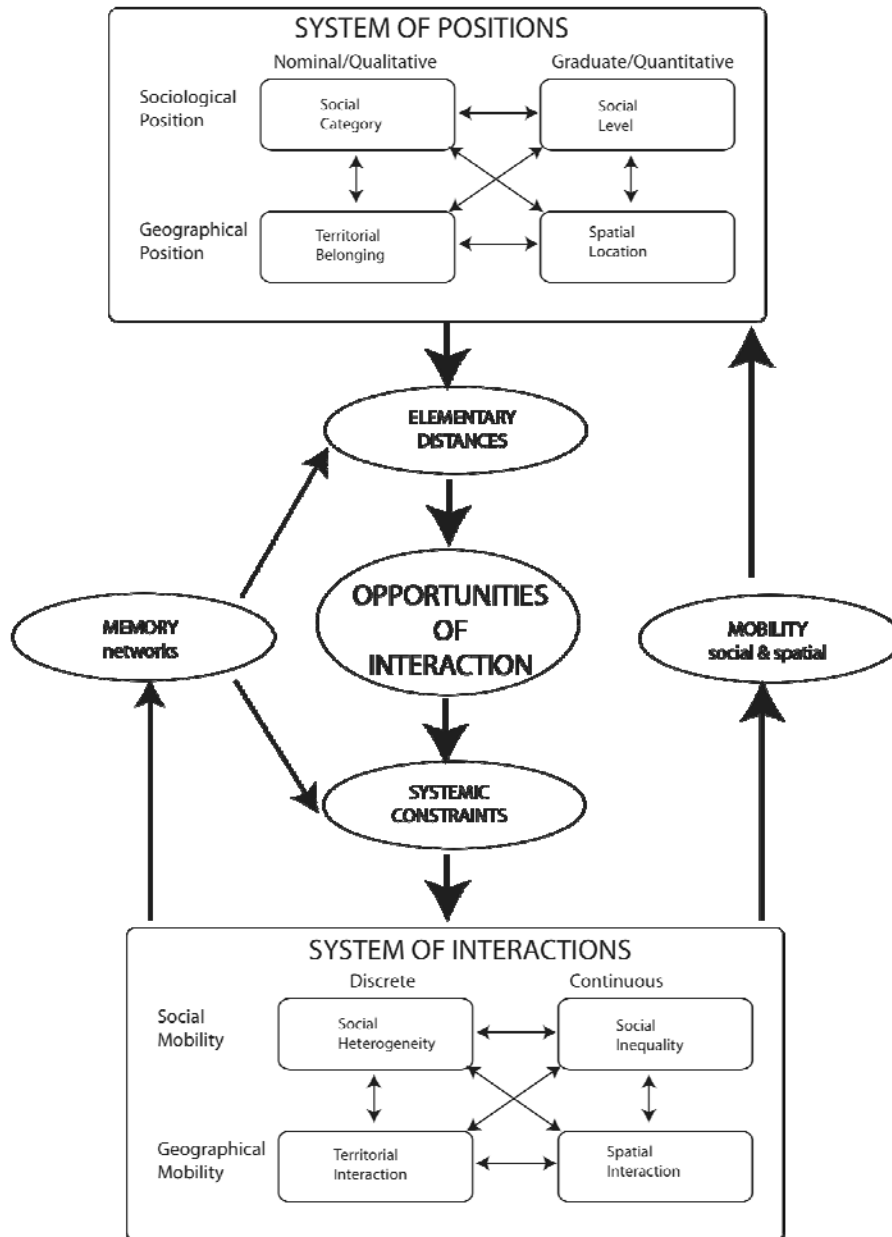 SYSTEM OF POSITIONS
Nominal/Qualitative
Graduate/Quantitative
Sociological
Position
Social
Category
Social
Level
Geographical
Position
Territorial
Belonging
Spatial
Location
ELEMENTARY
DISTANCES
OPPORTUNITIES
OF
INTERACTION
MEMORY
networks
MOBILITY
social & spatial
SYSTEMIC
CONSTRAINTS
SYSTEM OF INTERACTIONS
Discrete
Continuous
Social
Mobility
Social
Heterogeneity
Social
Inequality
Geographical
Mobility
Territorial
Interaction
Spatial
Interaction